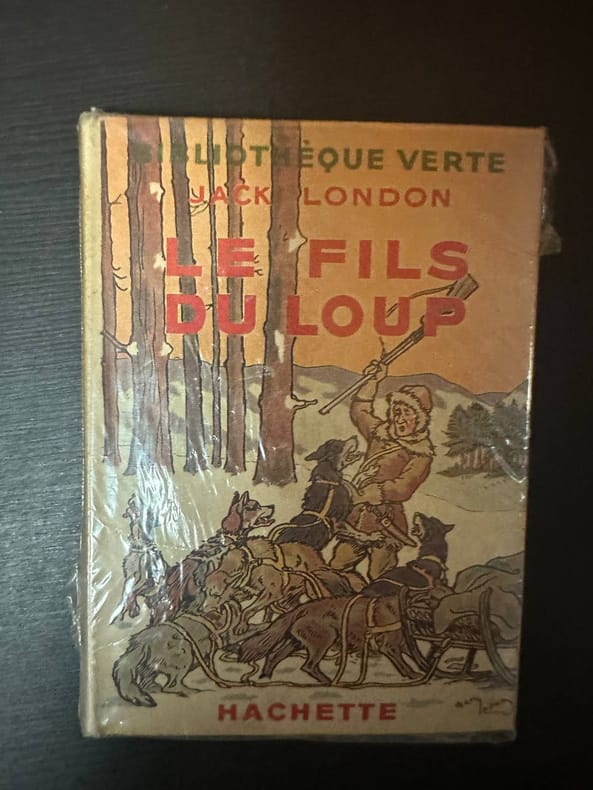 BIBLIOTHÈQUE VERTE
JACK LONDON
LE FILS
DU LOUP
HACHETTE